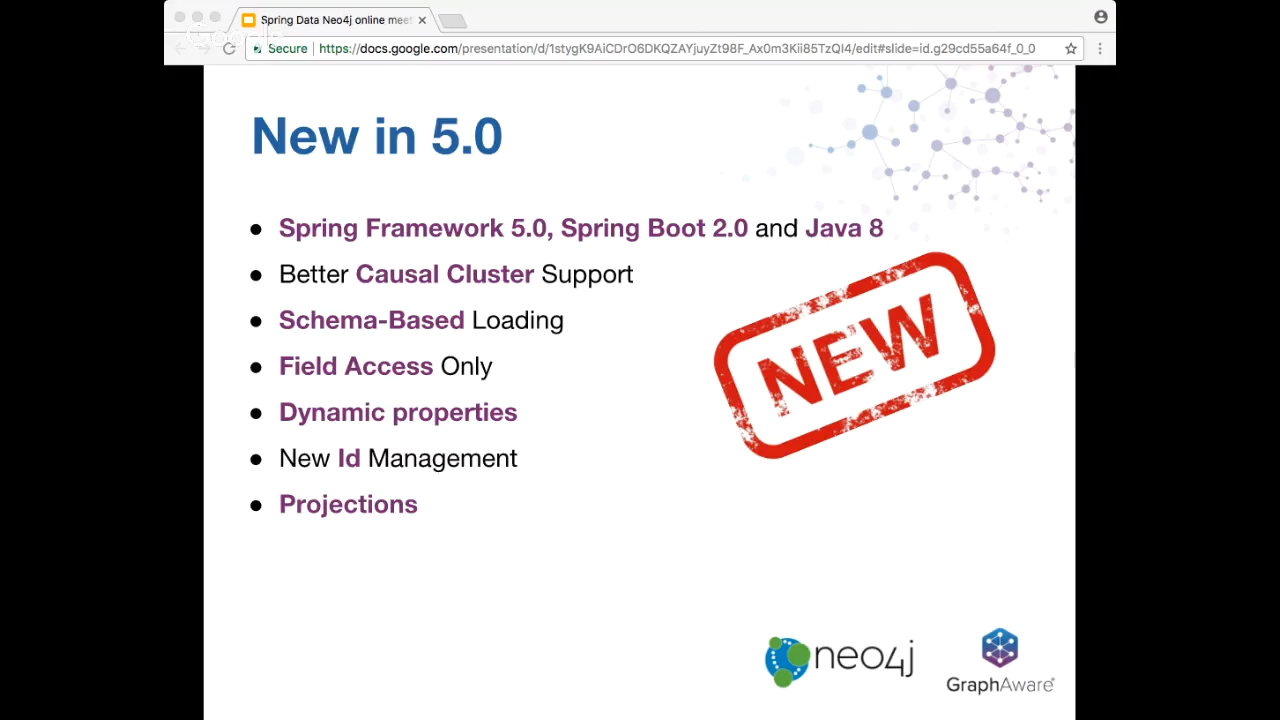 Spring Data Neo4j online meet
Google
Secure
https://docs.google.com/presentation/d/1stygK9AiCDrO6DKQZAYjuyZt98F_Ax0m3Kii85TzQI4/edit#slide=id.g29cd55a64f_0_0
New in 5.0
● Spring Framework 5.0, Spring Boot 2.0 and Java 8
● Better Causal Cluster Support
● Schema-Based Loading
● Field Access Only
● Dynamic properties
● New Id Management
● Projections
NEW
neo4j
GraphAware